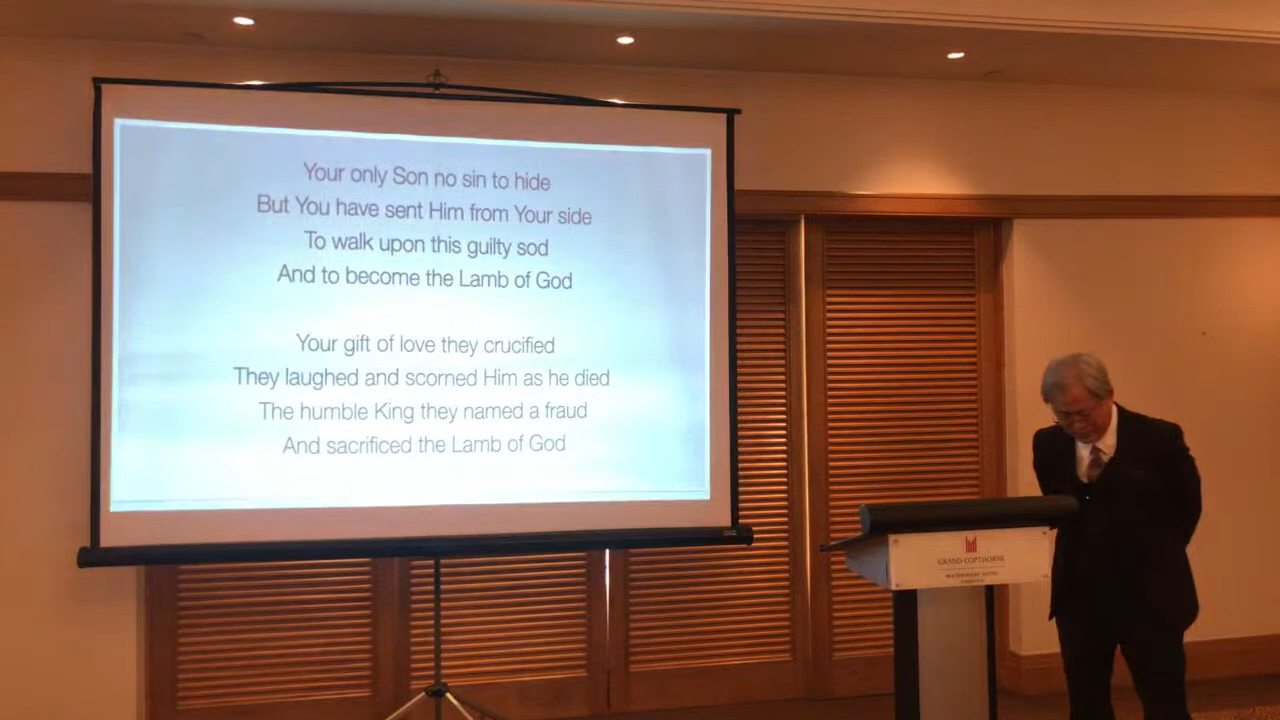 Your only Son no sin to hide
But You have sent Him from Your side
To walk upon this guilty sod
And to become the Lamb of God
Your gift of love they crucified
They laughed and scorned Him as he died
The humble King they named a fraud
And sacrificed the Lamb of God
GRAND COPTHORNE
WATERFRONT HOTEL